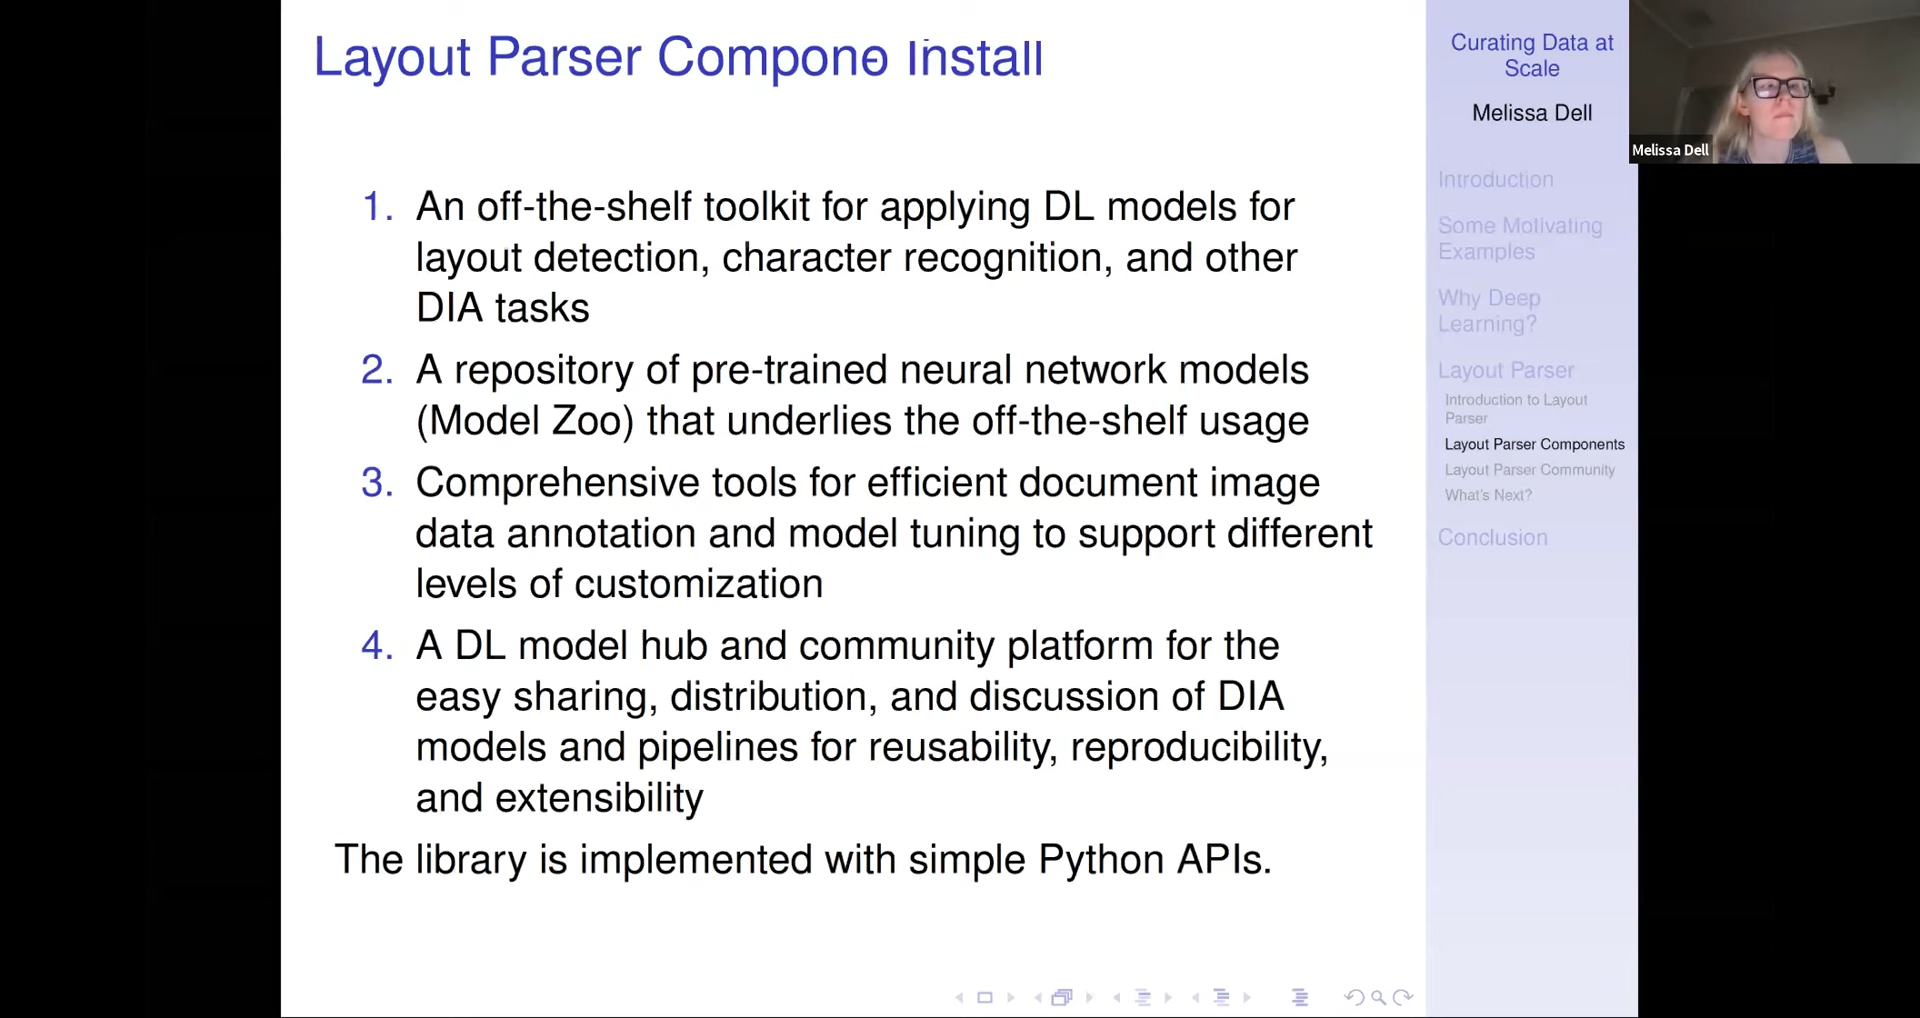 Layout Parser Compone Install
1. An off-the-shelf toolkit for applying DL models for
layout detection, character recognition, and other
DIA tasks
2. A repository of pre-trained neural network models
(Model Zoo) that underlies the off-the-shelf usage
3. Comprehensive tools for efficient document image
data annotation and model tuning to support different
levels of customization
4. A DL model hub and community platform for the
easy sharing, distribution, and discussion of DIA
models and pipelines for reusability, reproducibility,
and extensibility
The library is implemented with simple Python APIs.
Curating Data at
Scale
Melissa Dell
Introduction
Some Motivating
Examples
Why Deep
Learning?
Layout Parser
Introduction to Layout
Parser
Layout Parser Components
Layout Parser Community
What's Next?
Conclusion
Melissa Dell